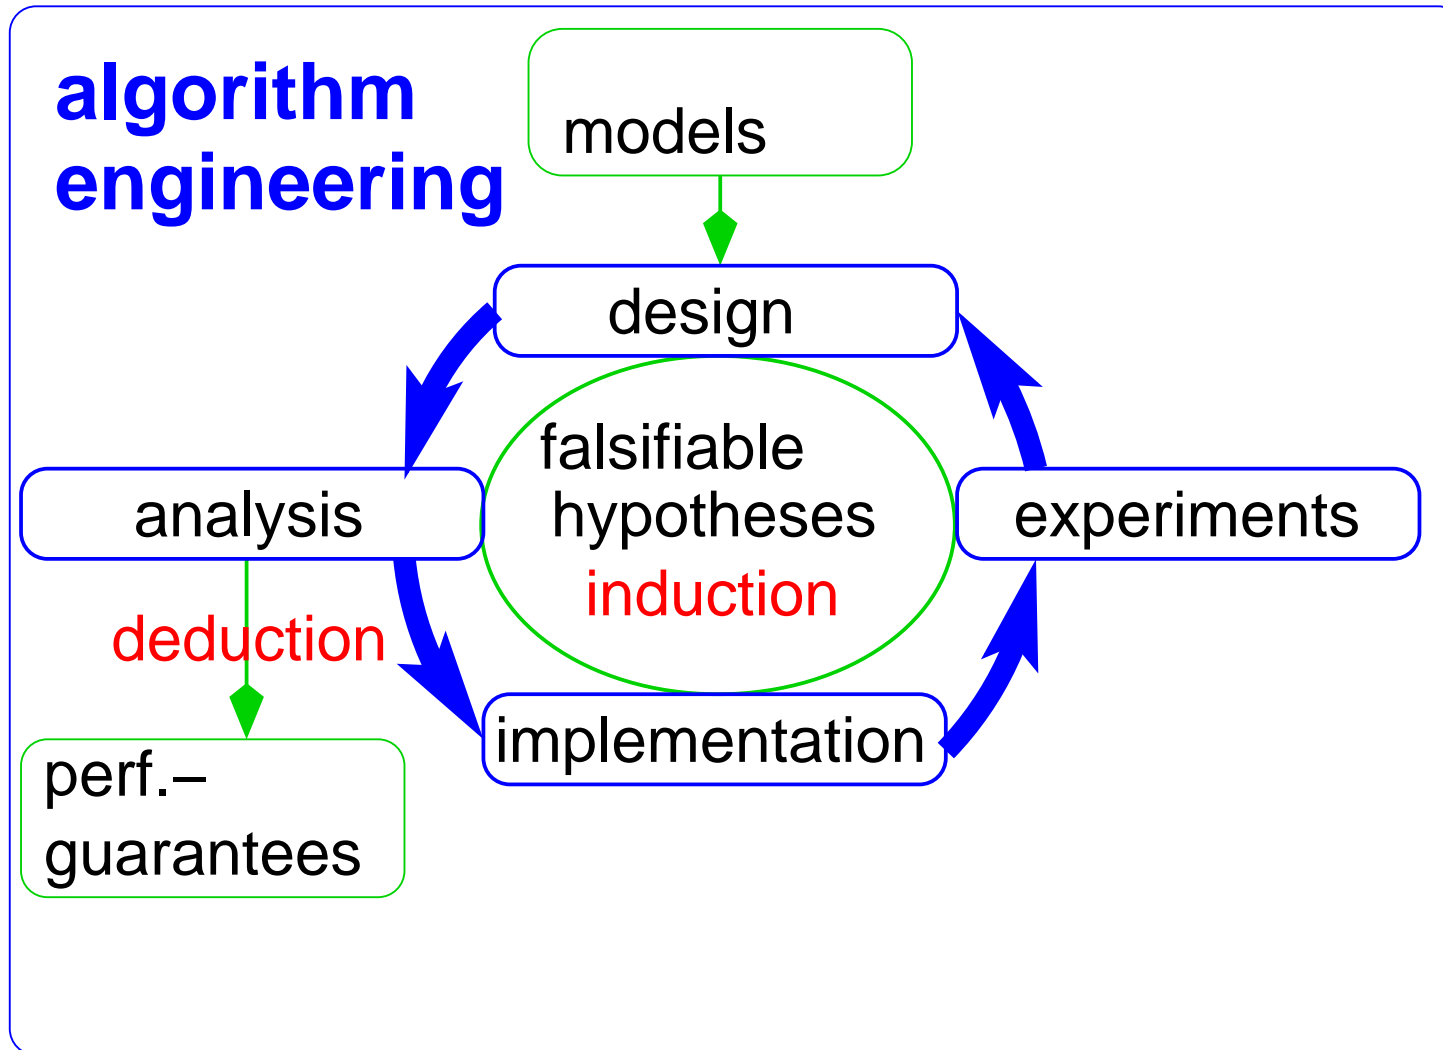 algorithm
engineering
models
design
falsifiable
hypotheses
induction
analysis
experiments
deduction
implementation
perf.–
guarantees